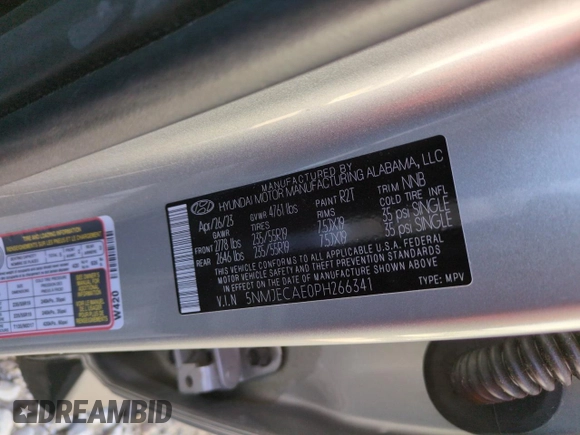 MANUFACTURED BY
HYUNDAI MOTOR MANUFACTURING ALABAMA, LLC
Apr/26/23 GVWR 4761 lbs PAINT R2T TRIM NNB
GAWR TIRES RIMS COLD TIRE INFL
FRONT 2778 lbs 235/55R19 7.5JX19 35 psi SINGLE
REAR 2646 lbs 235/55R19 7.5JX19 35 psi SINGLE
THIS VEHICLE CONFORMS TO ALL APPLICABLE U.S.A. FEDERAL
MOTOR VEHICLE SAFETY, BUMPER, AND THEFT PREVENTION STANDARDS
IN EFFECT ON THE DATE OF MANUFACTURE SHOWN ABOVE.
V.I.N 5NMJECAE0PH266341 TYPE: MPV
W420
DREAMBID